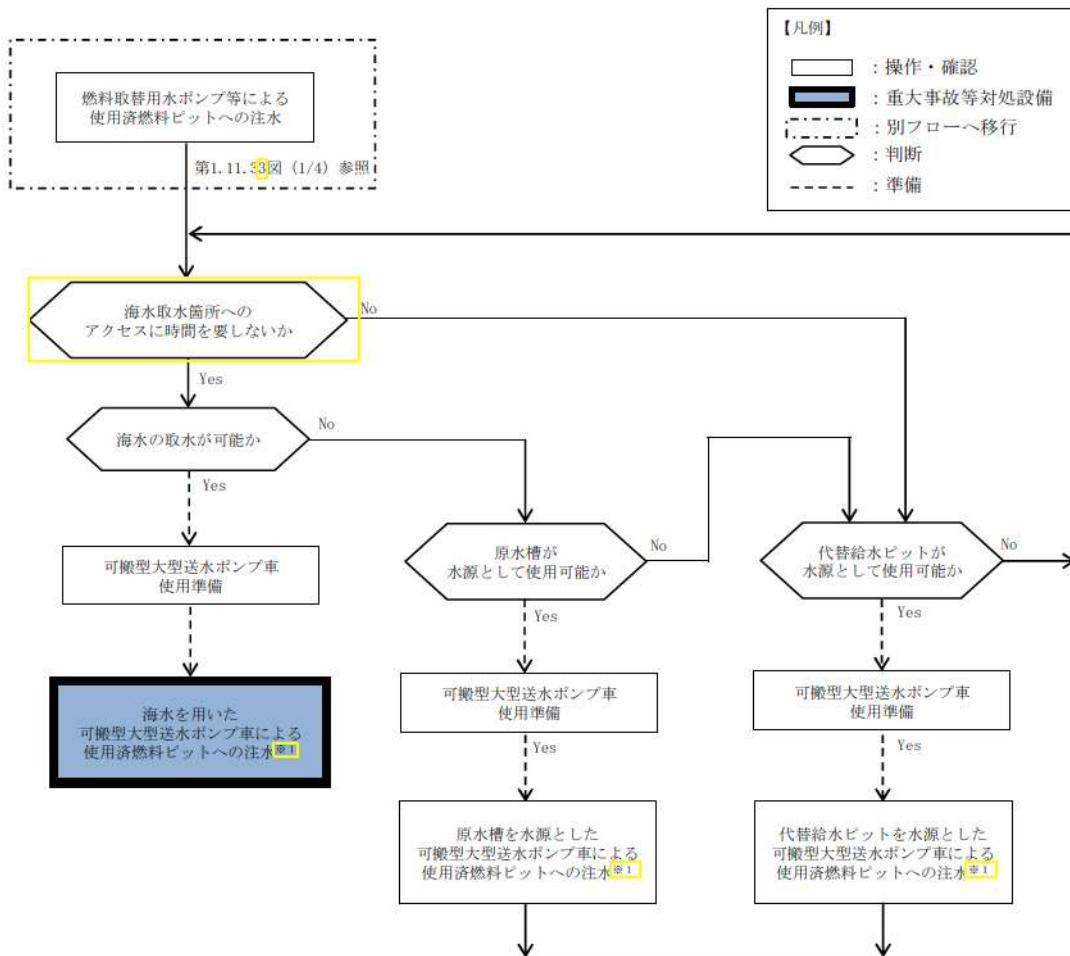 【凡例】
：操作・確認
：重大事故等対処設備
：別フローへ移行
：判断
：準備
燃料取替用水ポンプ等による
使用済燃料ピットへの注水
第1.11.33図 (1/4) 参照
海水取水箇所への
アクセスに時間を要しないか
No
Yes
海水の取水が可能か
No
Yes
原水槽が
水源として使用可能か
No
Yes
代替給水ピットが
水源として使用可能か
No
Yes
可搬型大型送水ポンプ車
使用準備
可搬型大型送水ポンプ車
使用準備
Yes
可搬型大型送水ポンプ車
使用準備
Yes
海水を用いた
可搬型大型送水ポンプ車による
使用済燃料ピットへの注水※1
原水槽を水源とした
可搬型大型送水ポンプ車による
使用済燃料ピットへの注水※1
代替給水ピットを水源とした
可搬型大型送水ポンプ車による
使用済燃料ピットへの注水※1